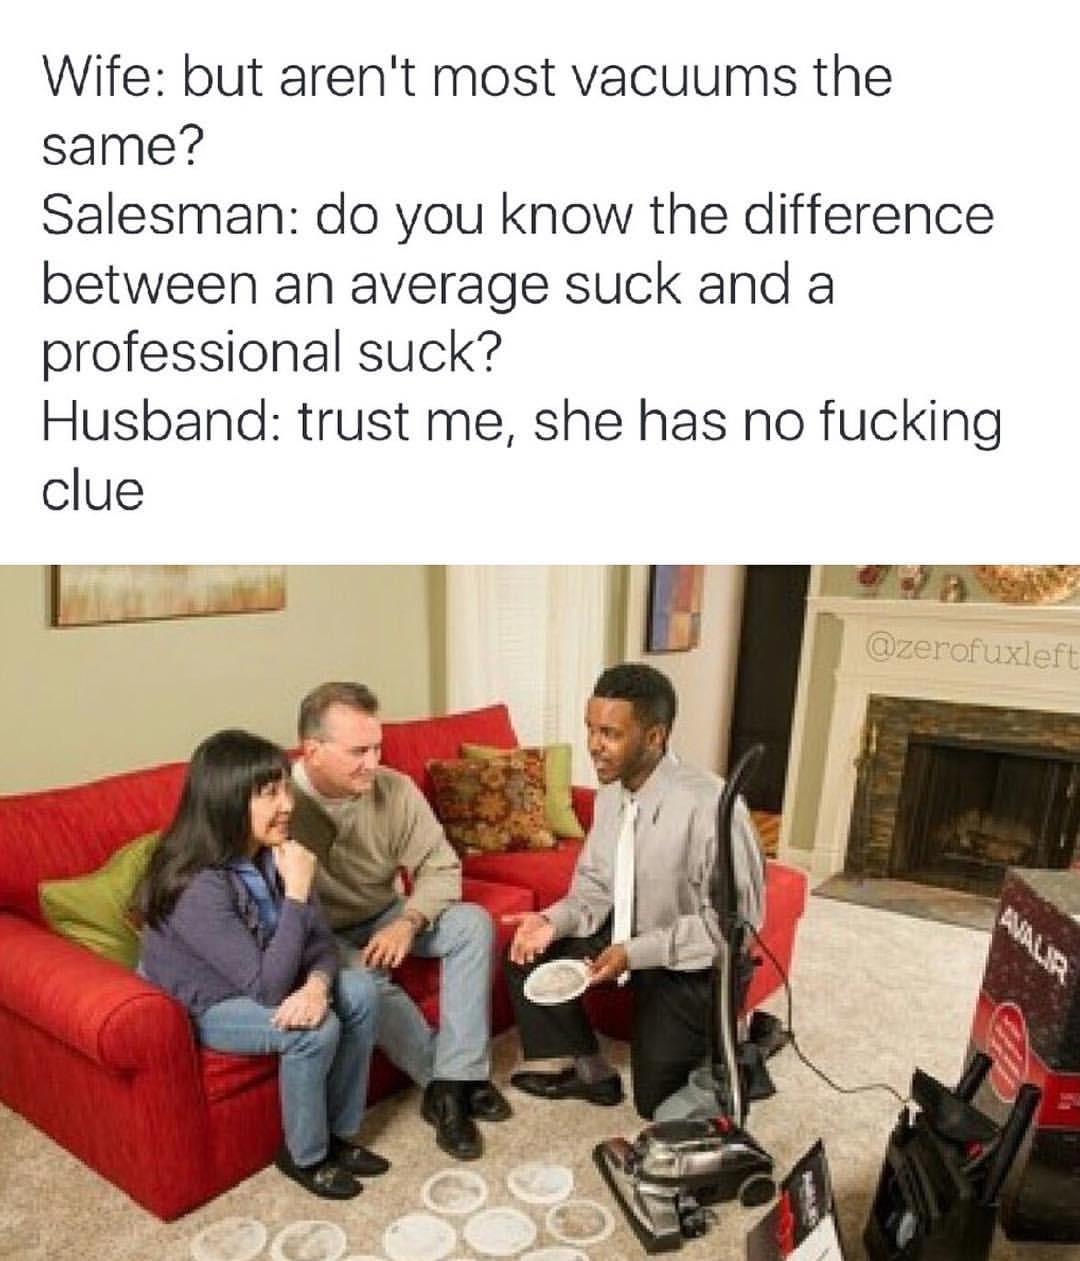 Wife: but aren't most vacuums the
same?
Salesman: do you know the difference
between an average suck and a
professional suck?
Husband: trust me, she has no fucking
clue
@zerofuxleft
AVALIR